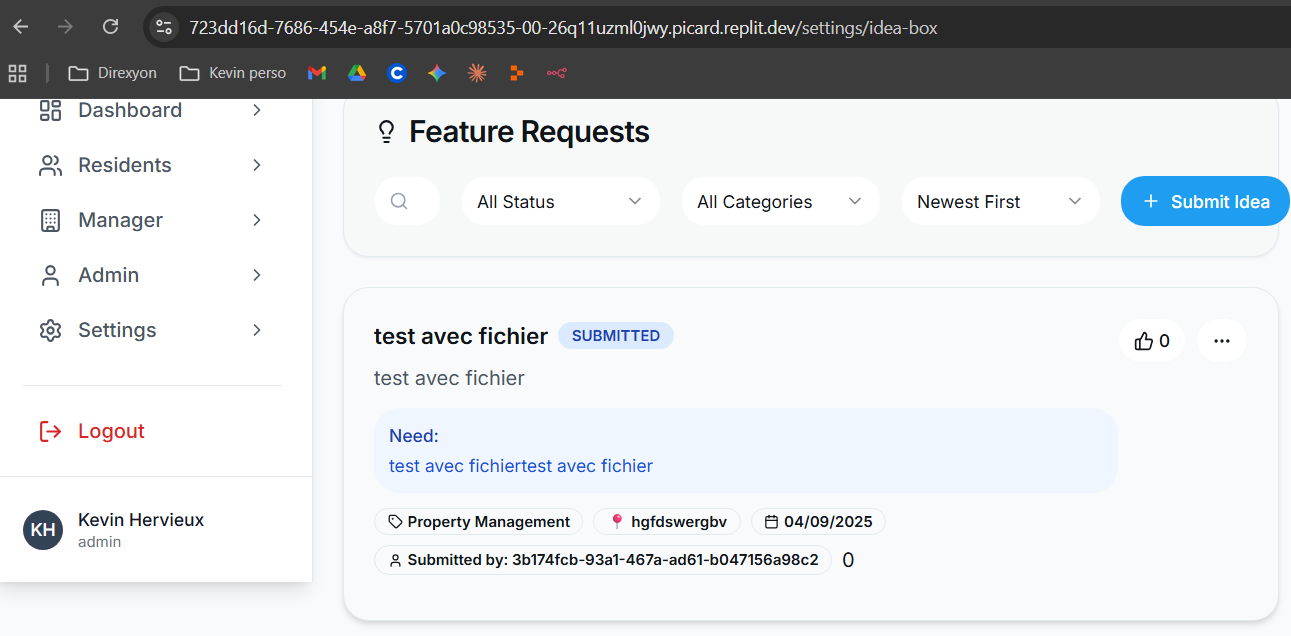 723dd16d-7686-454e-a8f7-5701a0c98535-00-26q11uzml0jwy.picard.replit.dev/settings/idea-box
Direxyon
Kevin perso
Dashboard
Residents
Manager
Admin
Settings
Logout
KH
Kevin Hervieux
admin
Feature Requests
All Status
All Categories
Newest First
+ Submit Idea
test avec fichier SUBMITTED
0
test avec fichier
Need:
test avec fichiertest avec fichier
Property Management
hgfdswergbv
04/09/2025
Submitted by: 3b174fcb-93a1-467a-ad61-b047156a98c2 0